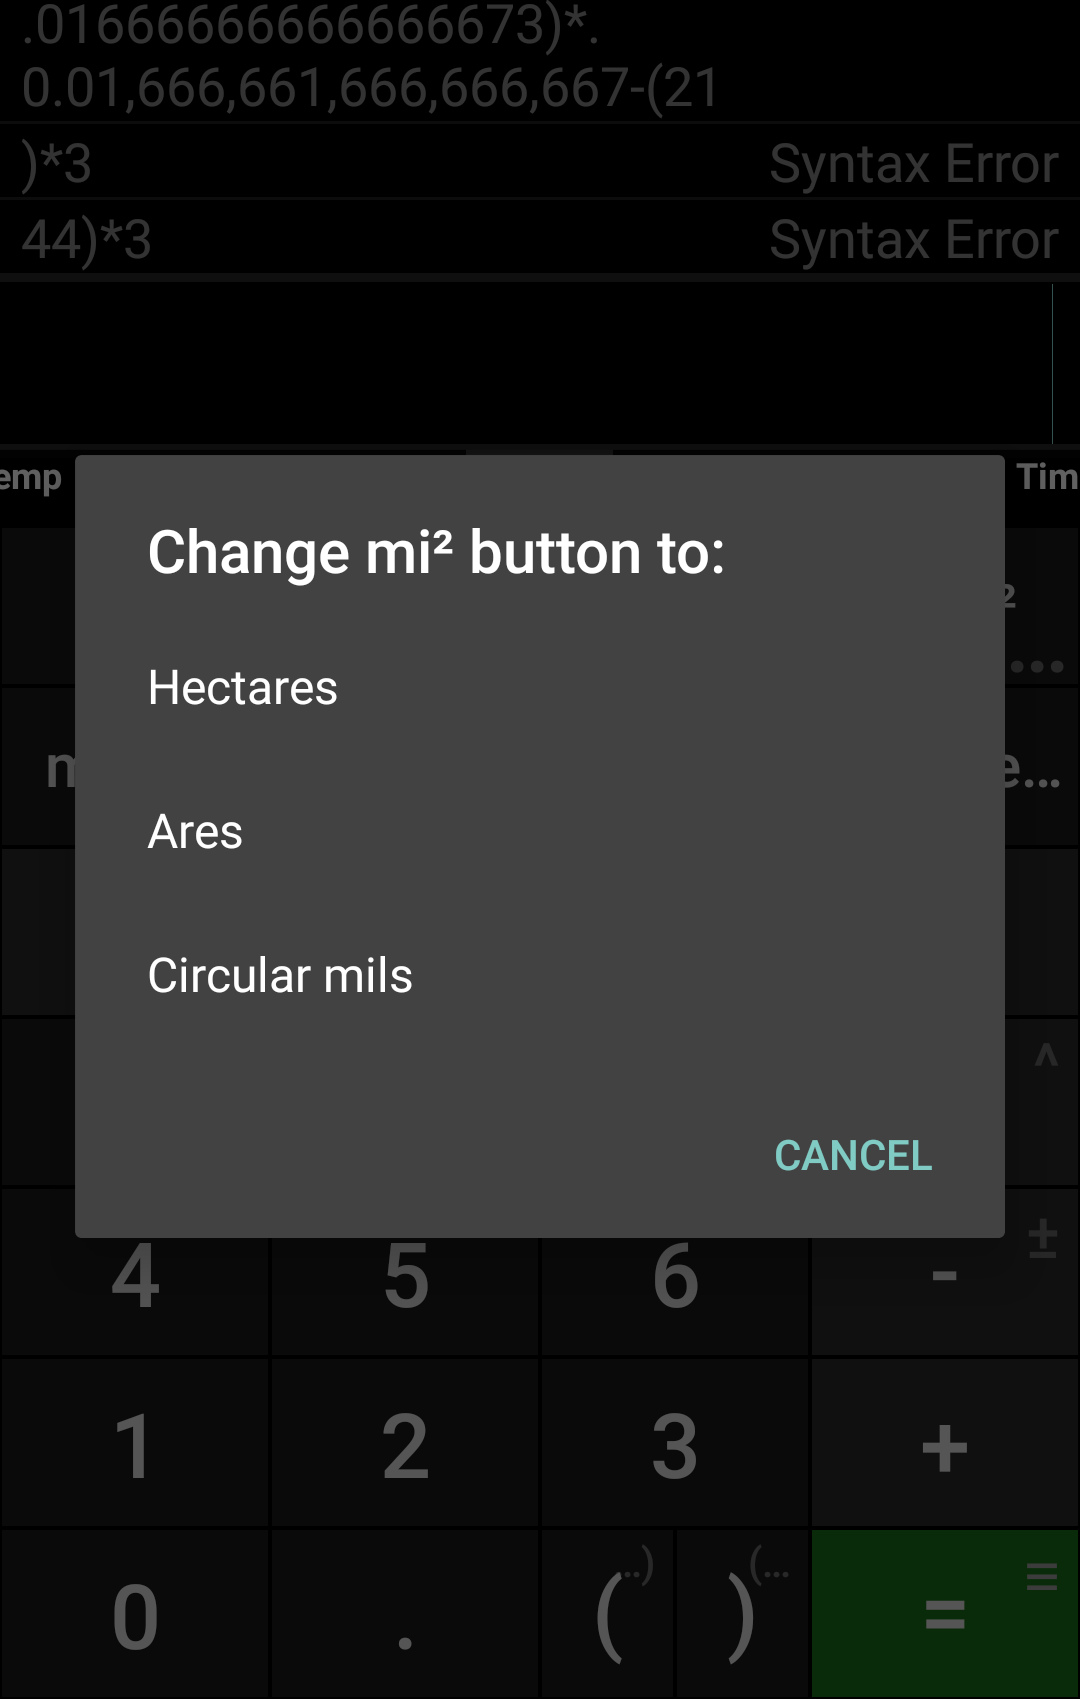 .0166666666666673)*.
0.01,666,661,666,666,667-(21
)*3 Syntax Error
44)*3 Syntax Error
emp Tim
Change mi² button to:
²
Hectares
...
m e...
Ares
Circular mils
^
CANCEL
±
4 5 6 -
1 2 3 +
..) (... ≡
0 . ( ) =